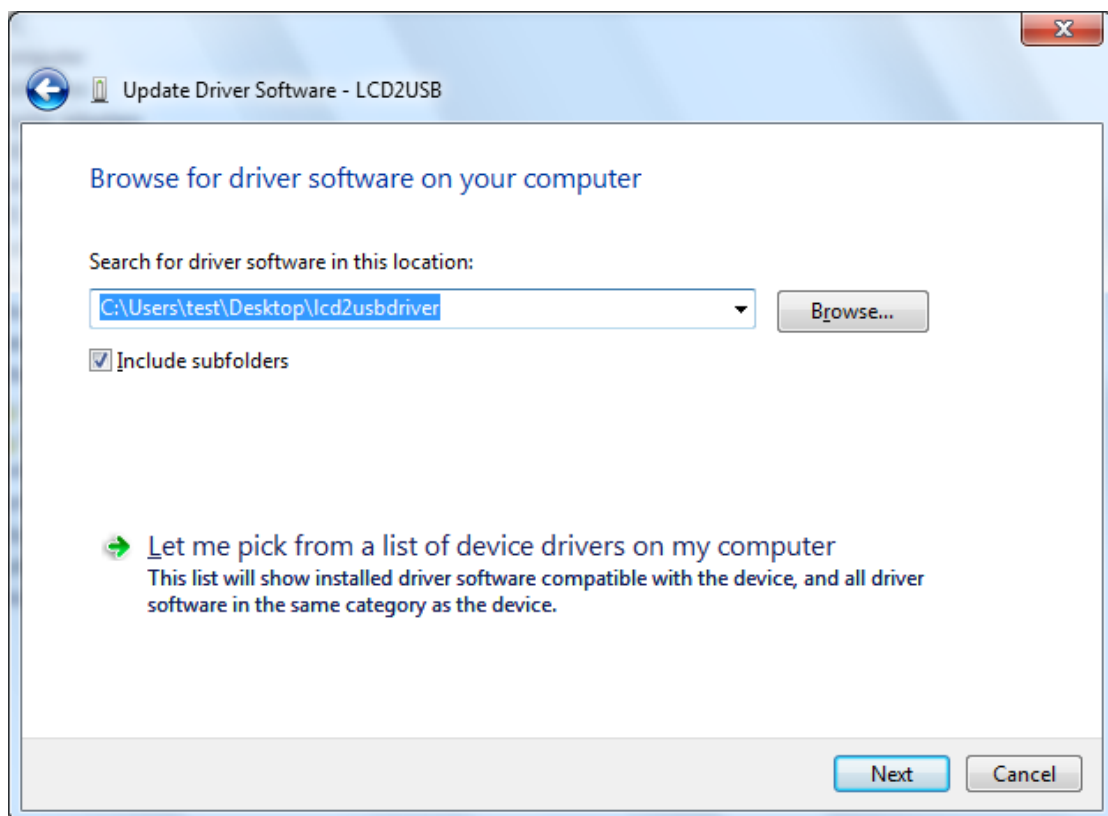 Update Driver Software - LCD2USB
Browse for driver software on your computer
Search for driver software in this location:
C:\Users\test\Desktop\lcd2usbdriver
Browse...
Include subfolders
Let me pick from a list of device drivers on my computer
This list will show installed driver software compatible with the device, and all driver
software in the same category as the device.
Next
Cancel